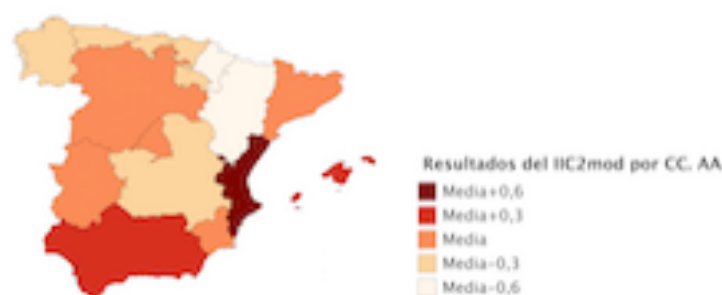 Resultados del IIC2mod por CC. AA
Media+0,6
Media+0,3
Media
Media-0,3
Media-0,6